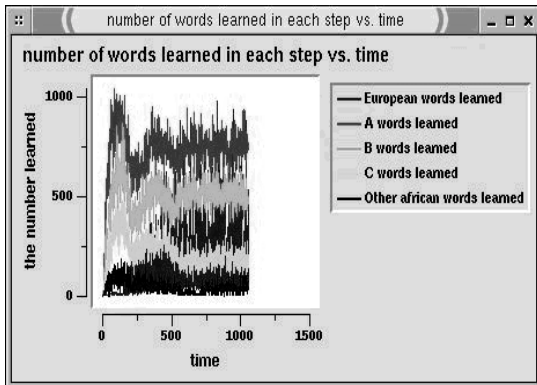 number of words learned in each step vs. time
number of words learned in each step vs. time
the number learned
1000
500
0
0
500
1000
1500
time
European words learned
A words learned
B words learned
C words learned
Other african words learned